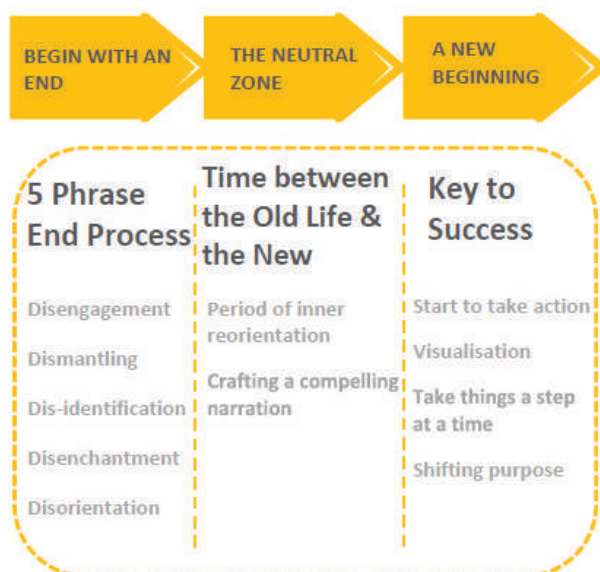 BEGIN WITH AN
END
THE NEUTRAL
ZONE
A NEW
BEGINNING
5 Phrase
End Process
Disengagement
Dismantling
Dis-identification
Disenchantment
Disorientation
Time between
the Old Life &
the New
Period of inner
reorientation
Crafting a compelling
narration
Key to
Success
Start to take action
Visualisation
Take things a step
at a time
Shifting purpose